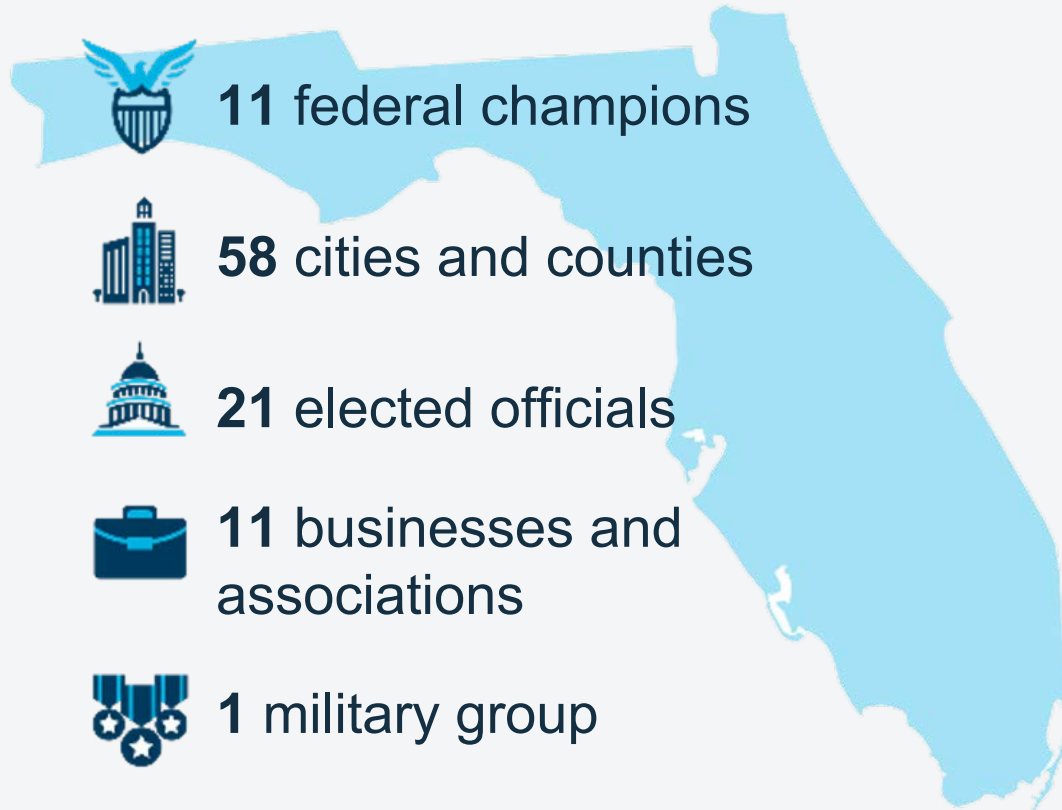 11 federal champions
58 cities and counties
21 elected officials
11 businesses and
associations
1 military group